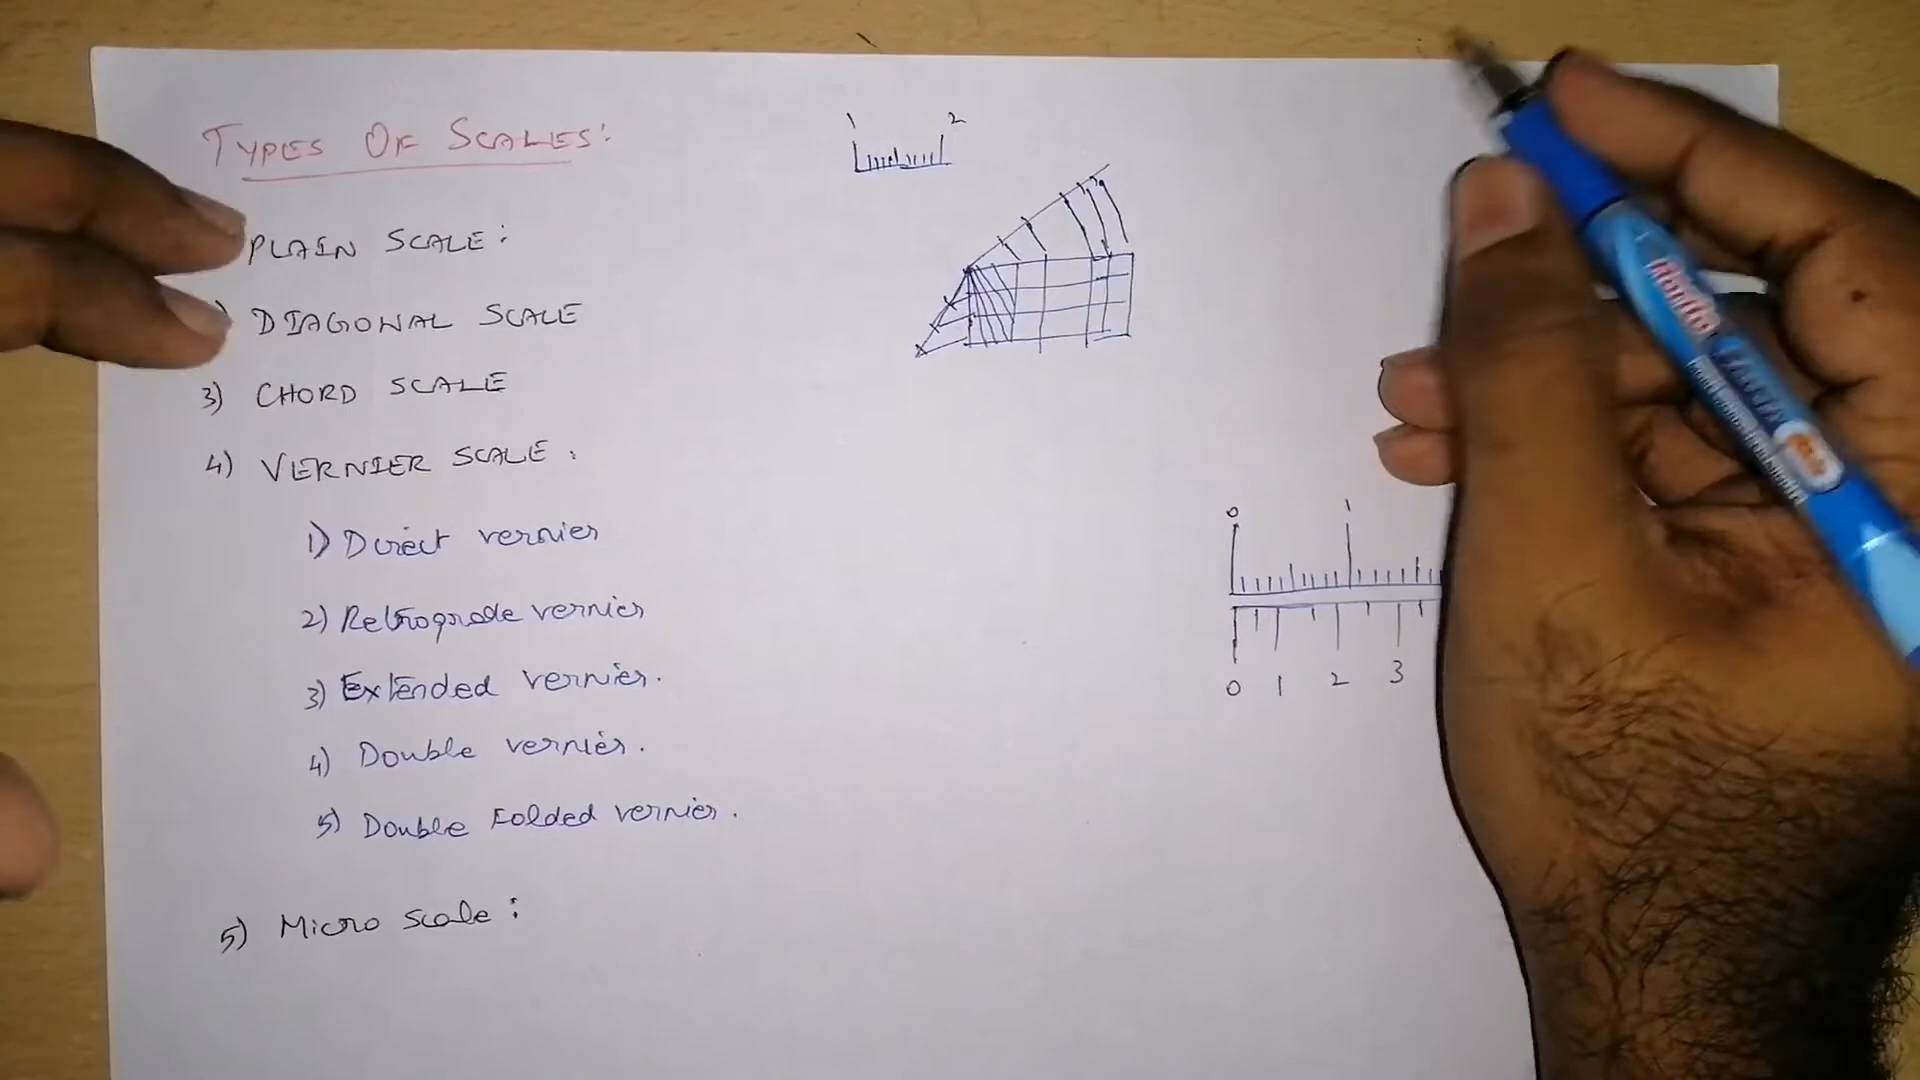 TYPES OF SCALES:
1 2
PLAIN SCALE:
) DIAGONAL SCALE
3) CHORD SCALE
4) VERNIER SCALE :
0 1
1) Direct vernier
2) Retrograde vernier
3) Extended vernier.
0 1 2 3
4) Double vernier.
5) Double Folded vernier.
5) Micro scale :